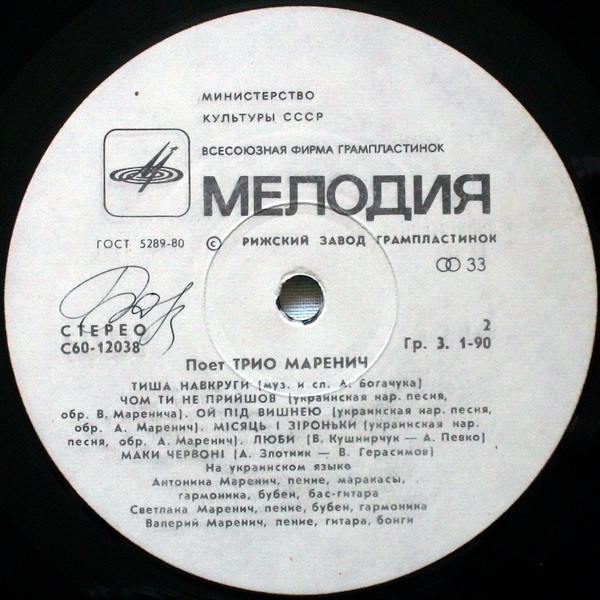 МИНИСТЕРСТВО
КУЛЬТУРЫ СССР
ВСЕСОЮЗНАЯ ФИРМА ГРАМПЛАСТИНОК
МЕЛОДИЯ
ГОСТ 5289-80 © РИЖСКИЙ ЗАВОД ГРАМПЛАСТИНОК
33
СТЕРЕО 2
С60-12038 Гр. 3. 1-90
Поет ТРИО МАРЕНИЧ
ТИША НАВКРУГИ (муз. и сл. А. Богачука)
ЧОМ ТИ НЕ ПРИЙШОВ (украинская нар. песня,
обр. В. Маренича). ОЙ ПІД ВИШНЕЮ (украинская нар. песня,
обр. А. Маренич). МІСЯЦЬ І ЗІРОНЬКИ (украинская нар.
песня, обр. А. Маренич). ЛЮБИ (В. Кушнирчук — А. Певко)
МАКИ ЧЕРВОНІ (А. Злотник — В. Герасимов)
На украинском языке
Антонина Маренич, пение, маракасы,
гармоника, бубен, бас-гитара
Светлана Маренич, пение, бубен, гармоника
Валерий Маренич, пение, гитара, бонги